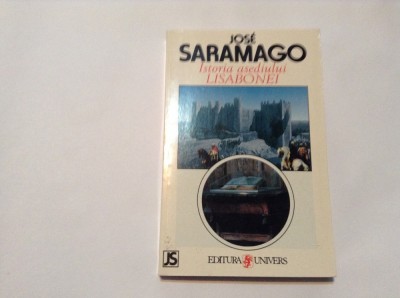 JOSÉ
SARAMAGO
Istoria asediului
LISABONEI
JS
EDITURA UNIVERS